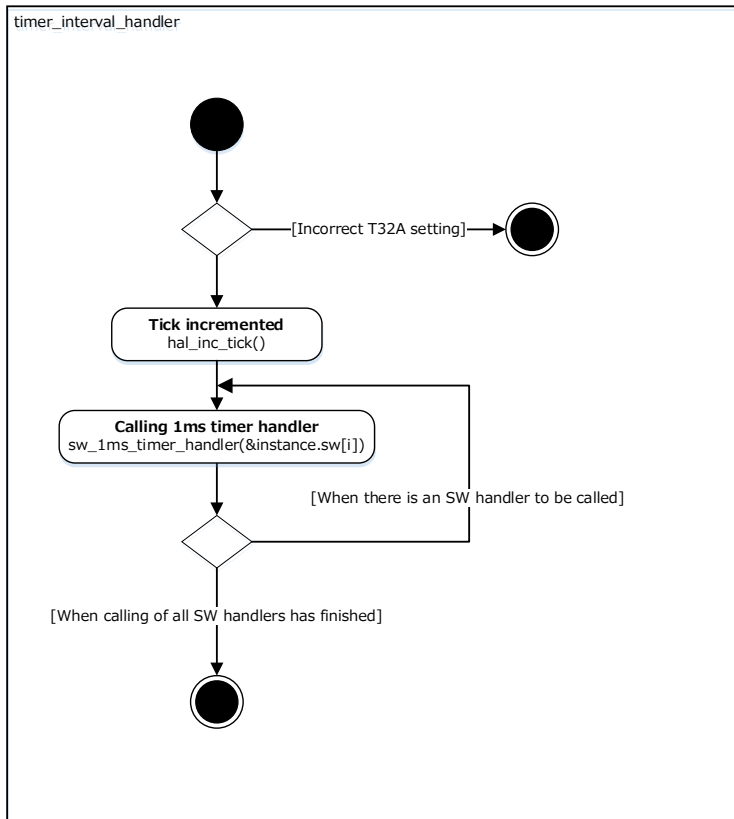 timer_interval_handler
[Incorrect T32A setting]
Tick incremented
hal_inc_tick()
Calling 1ms timer handler
sw_1ms_timer_handler(&instance.sw[i])
[When there is an SW handler to be called]
[When calling of all SW handlers has finished]